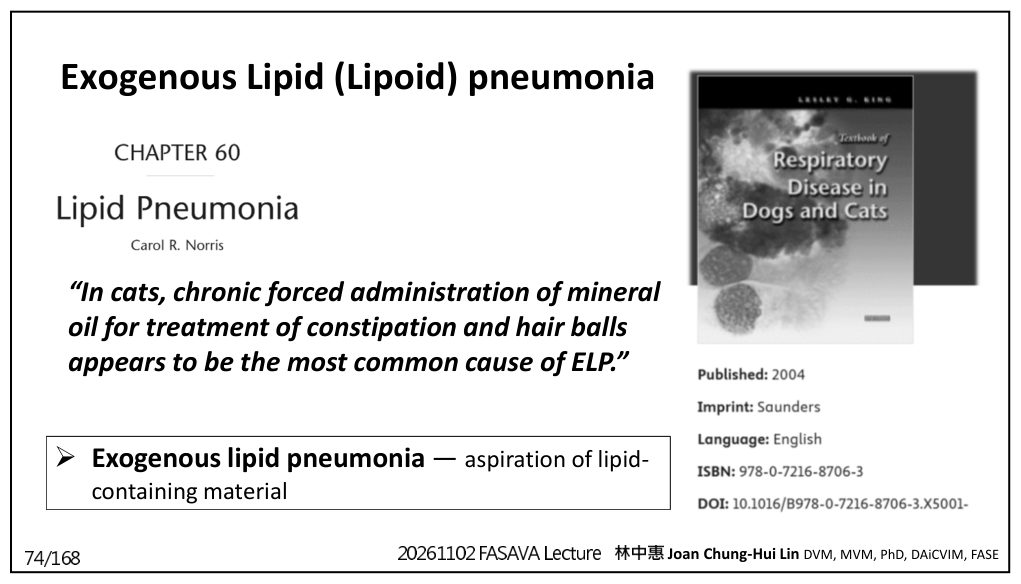 Exogenous Lipid (Lipoid) pneumonia
CHAPTER 60
Lipid Pneumonia
Carol R. Norris
“In cats, chronic forced administration of mineral
oil for treatment of constipation and hair balls
appears to be the most common cause of ELP.”
➢ Exogenous lipid pneumonia — aspiration of lipid-
containing material
LESLEY G. KING
Textbook of
Respiratory
Disease in
Dogs and Cats
Published: 2004
Imprint: Saunders
Language: English
ISBN: 978-0-7216-8706-3
DOI: 10.1016/B978-0-7216-8706-3.X5001-
74/168
20261102 FASAVA Lecture 林中惠 Joan Chung-Hui Lin DVM, MVM, PhD, DAiCVIM, FASE